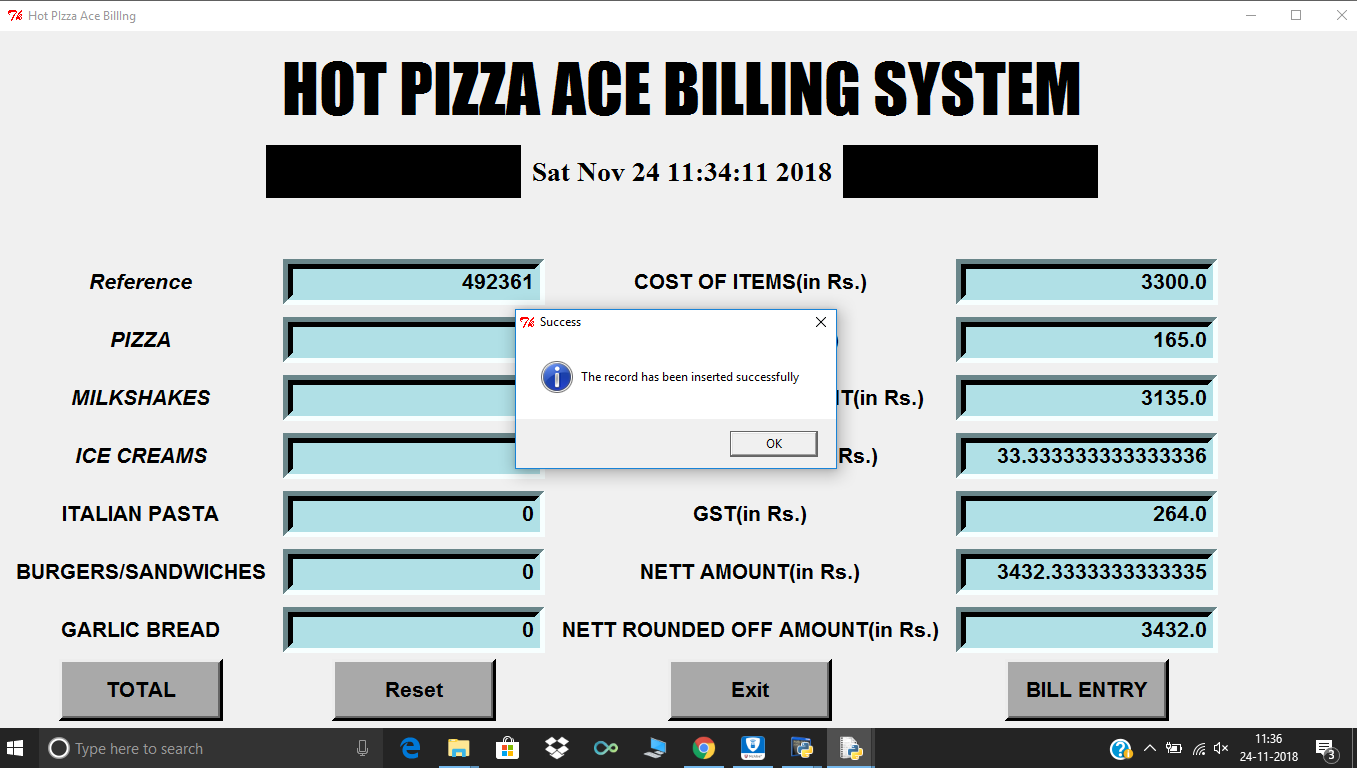 Hot PIzza Ace BIllIng
HOT PIZZA ACE BILLING SYSTEM
Sat Nov 24 11:34:11 2018
Reference 492361 COST OF ITEMS(in Rs.) 3300.0
Success
PIZZA ) 165.0
The record has been inserted successfully
MILKSHAKES T(in Rs.) 3135.0
OK
ICE CREAMS Rs.) 33.333333333333336
ITALIAN PASTA 0 GST(in Rs.) 264.0
BURGERS/SANDWICHES 0 NETT AMOUNT(in Rs.) 3432.3333333333335
GARLIC BREAD 0 NETT ROUNDED OFF AMOUNT(in Rs.) 3432.0
TOTAL Reset Exit BILL ENTRY
Type here to search
11:36
24-11-2018
3